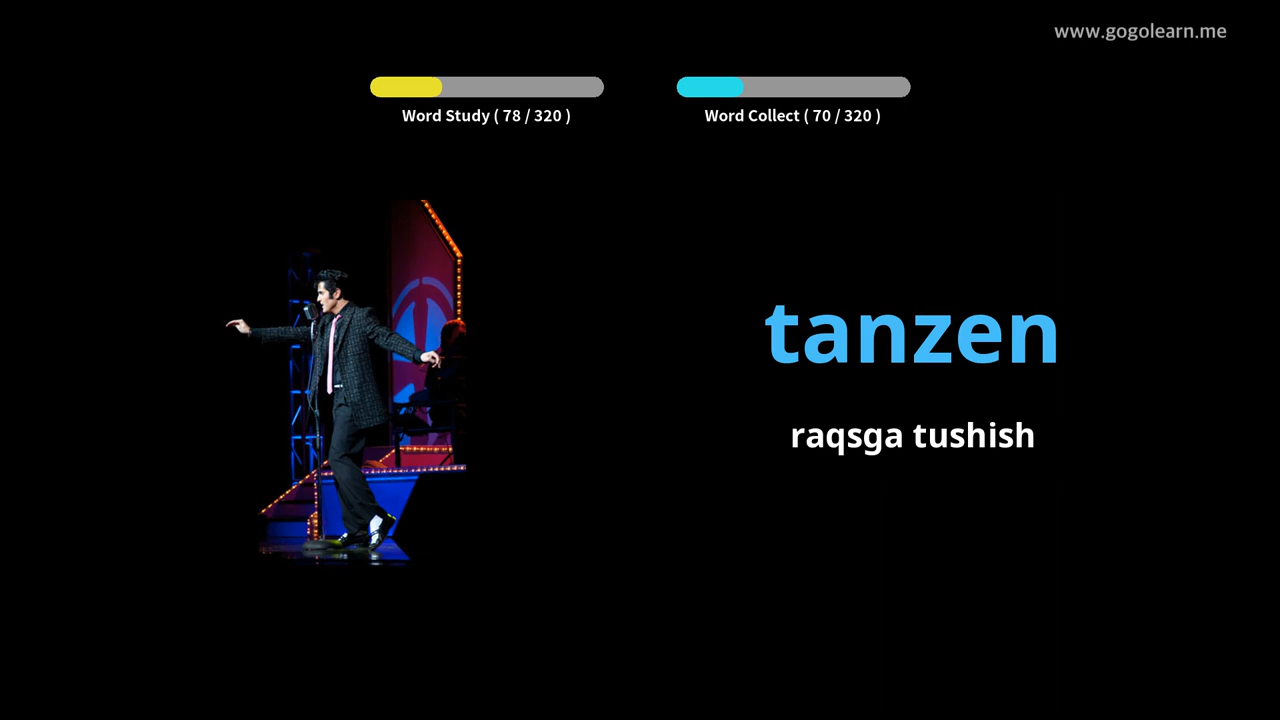 www.gogolearn.me
Word Study ( 78 / 320 )
Word Collect ( 70 / 320 )
tanzen
raqsga tushish